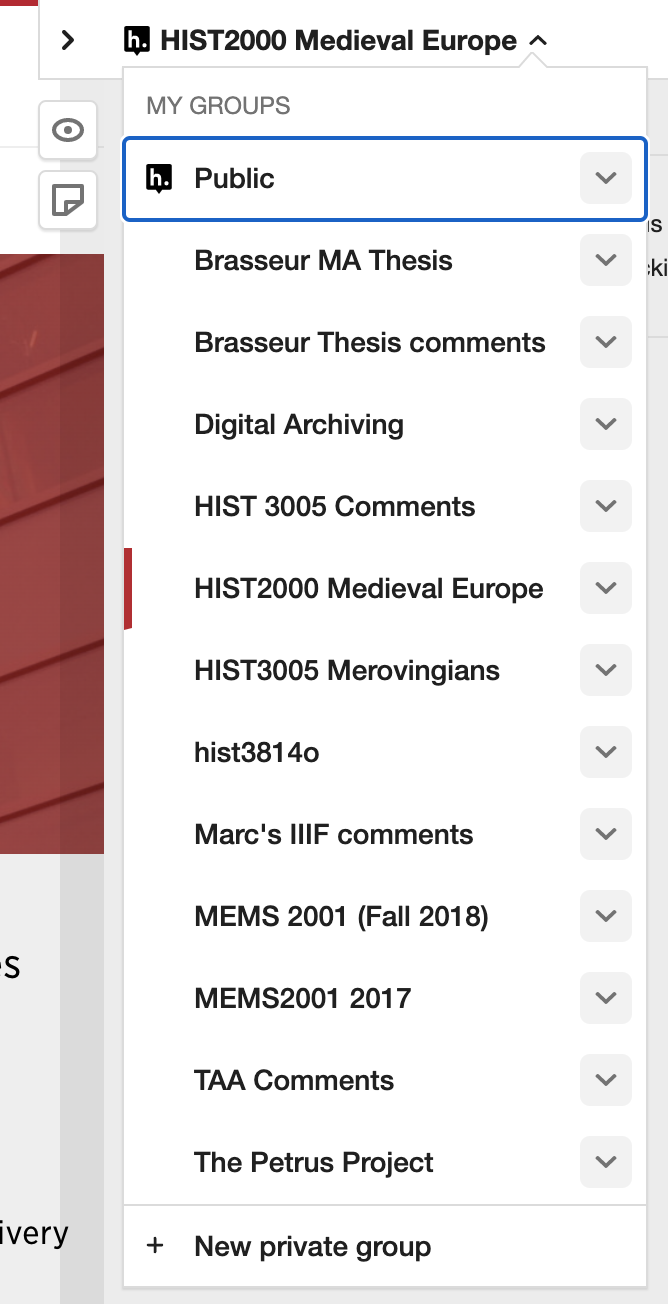 h. HIST2000 Medieval Europe
MY GROUPS
h. Public
Brasseur MA Thesis
Brasseur Thesis comments
Digital Archiving
HIST 3005 Comments
HIST2000 Medieval Europe
HIST3005 Merovingians
hist3814o
Marc's IIIF comments
MEMS 2001 (Fall 2018)
MEMS2001 2017
TAA Comments
The Petrus Project
+ New private group
es
ivery